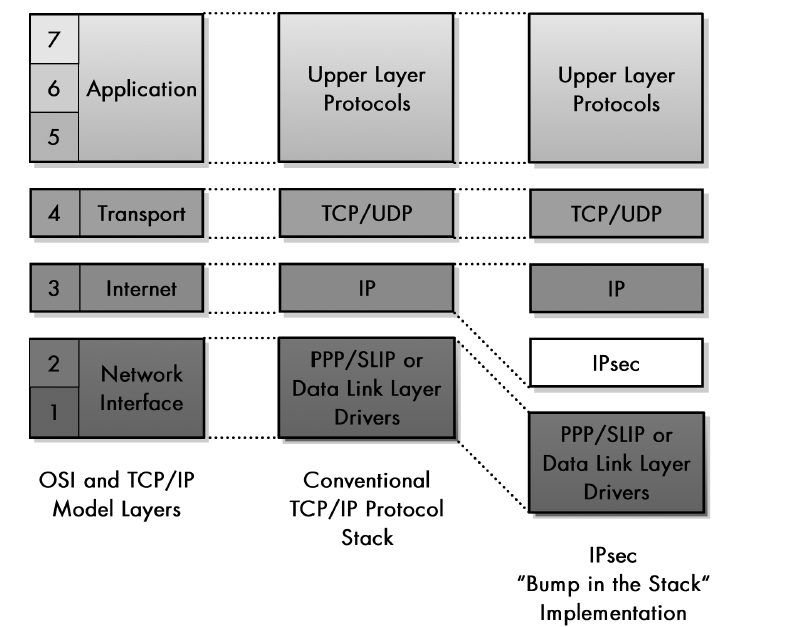 7
6
5
Application
Upper Layer
Protocols
Upper Layer
Protocols
4
Transport
TCP/UDP
TCP/UDP
3
Internet
IP
IP
2
1
Network
Interface
PPP/SLIP or
Data Link Layer
Drivers
IPsec
PPP/SLIP or
Data Link Layer
Drivers
OSI and TCP/IP
Model Layers
Conventional
TCP/IP Protocol
Stack
IPsec
"Bump in the Stack"
Implementation